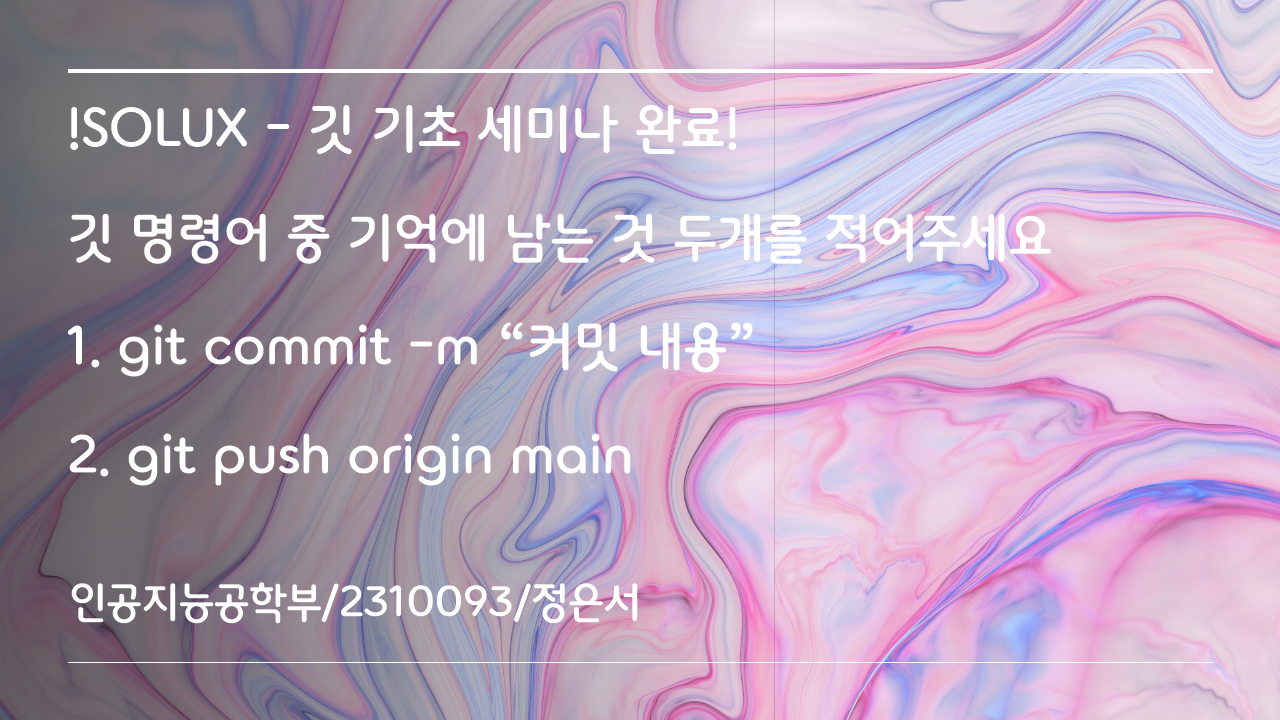 !SOLUX - 깃 기초 세미나 완료!
깃 명령어 중 기억에 남는 것 두개를 적어주세요
1. git commit -m “커밋 내용”
2. git push origin main
인공지능공학부/2310093/정은서